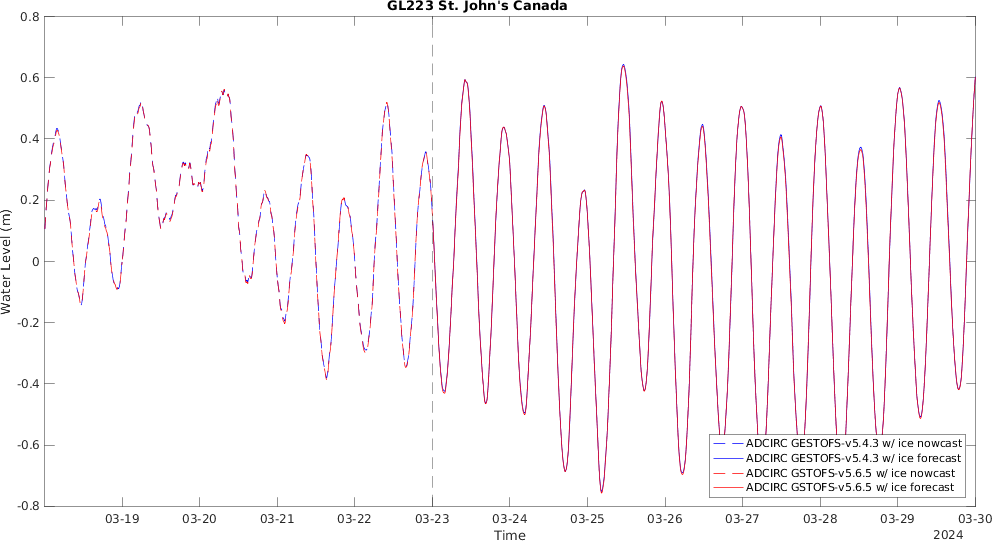 GL223 St. John's Canada
0.8
0.6
0.4
0.2
0
-0.2
-0.4
-0.6
-0.8
Water Level (m)
ADCIRC GESTOFS-v5.4.3 w/ ice nowcast
ADCIRC GESTOFS-v5.4.3 w/ ice forecast
ADCIRC GSTOFS-v5.6.5 w/ ice nowcast
ADCIRC GSTOFS-v5.6.5 w/ ice forecast
03-19 03-20 03-21 03-22 03-23 03-24 03-25 03-26 03-27 03-28 03-29 03-30
Time
2024